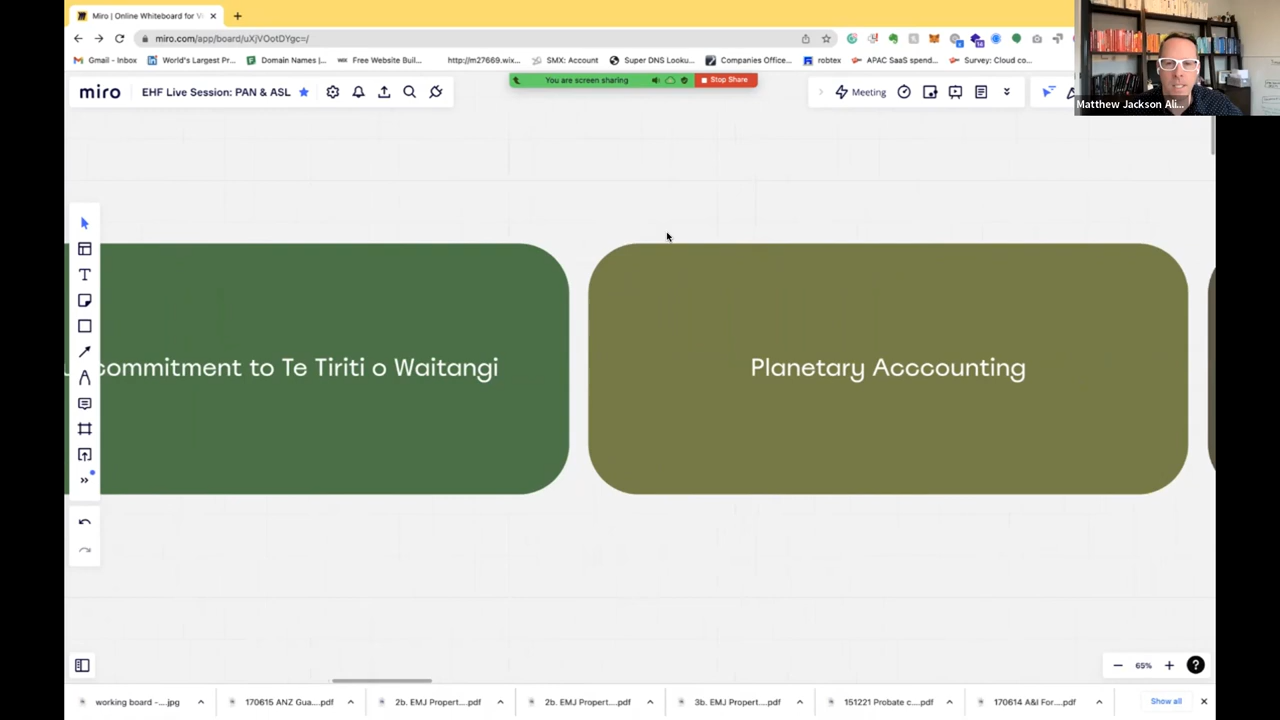 Miro | Online Whiteboard for V
miro.com/app/board/uXjVOotDYgc=/
Gmail - Inbox
World's Largest Pr...
Domain Names |...
Free Website Buil...
http://m27669.wix...
SMX: Account
Super DNS Looku...
Companies Office...
robtex
APAC SaaS spend...
Survey: Cloud co...
You are screen sharing
Stop Share
miro
EHF Live Session: PAN & ASL
Meeting
Matthew Jackson Ali...
commitment to Te Tiriti o Waitangi
Planetary Acccounting
65%
working board -....jpg
170615 ANZ Gua....pdf
2b. EMJ Propert....pdf
2b. EMJ Propert....pdf
3b. EMJ Propert....pdf
151221 Probate c....pdf
170614 A&I For....pdf
Show all